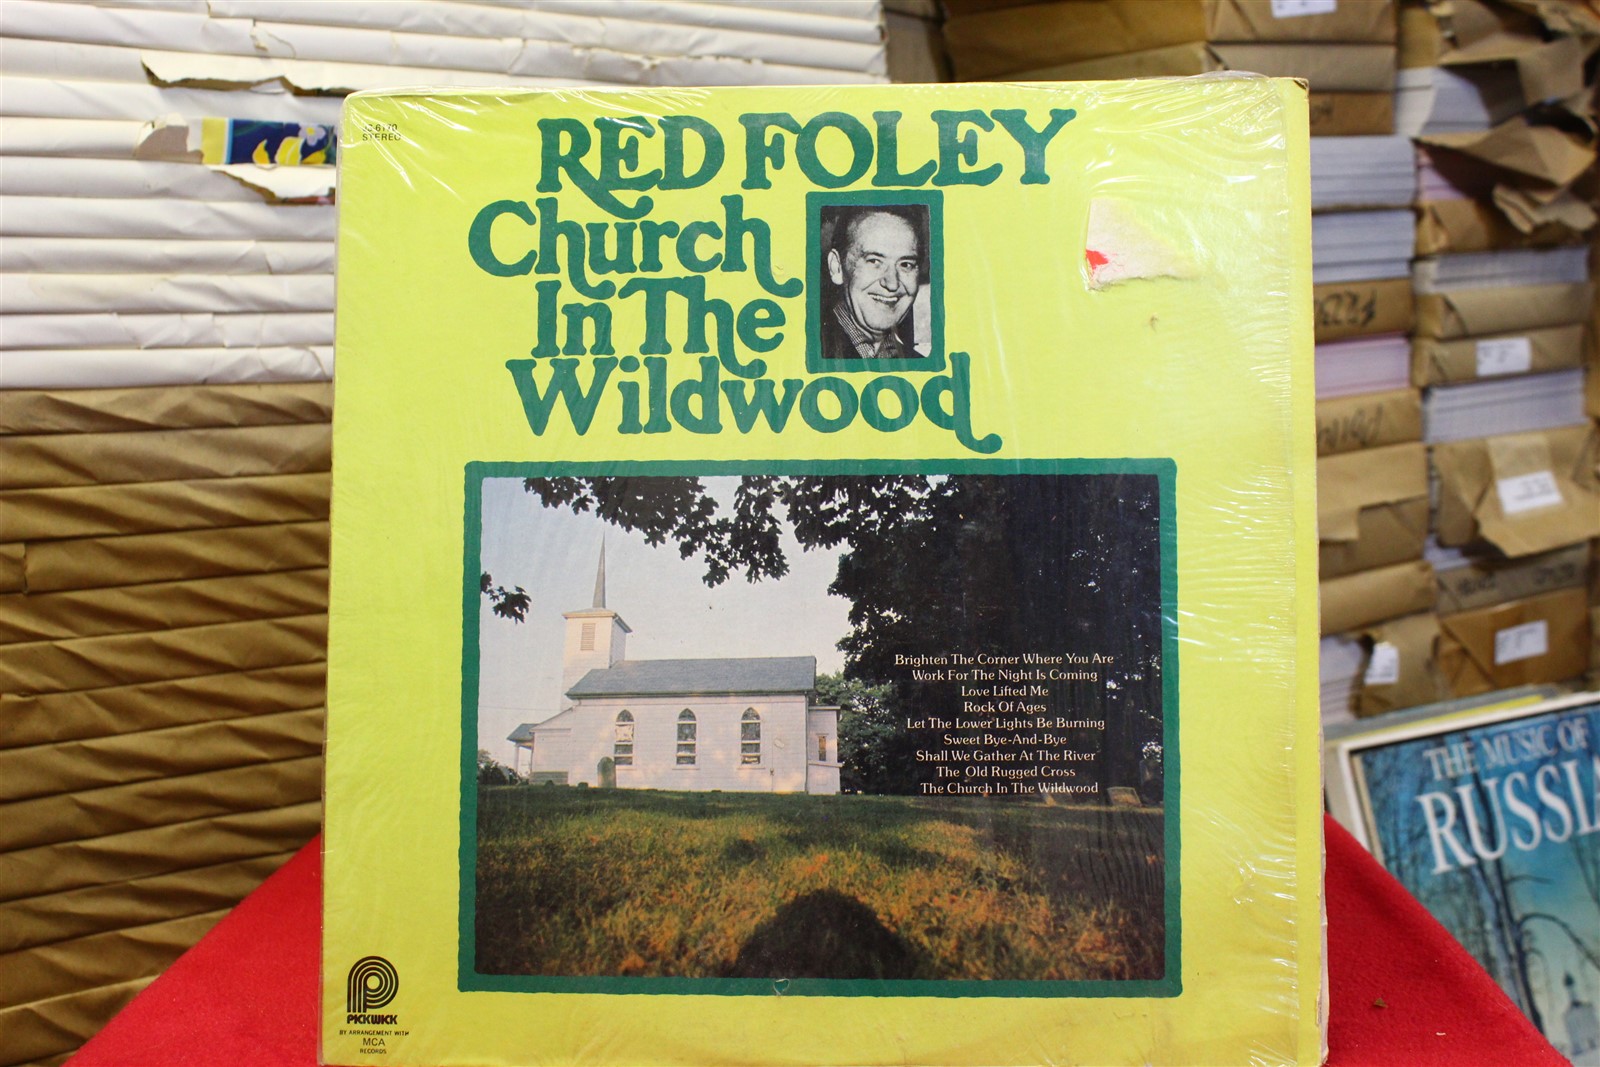 STEREO
RED FOLEY
Church
In The
Wildwood
Brighten The Corner Where You Are
Work For The Night Is Coming
Love Lifted Me
Rock Of Ages
Let The Lower Lights Be Burning
Sweet Bye-And-Bye
Shall We Gather At The River
The Old Rugged Cross
The Church In The Wildwood
PICKWICK
BY ARRANGEMENT WITH
MCA
RECORDS
THE MUSIC OF